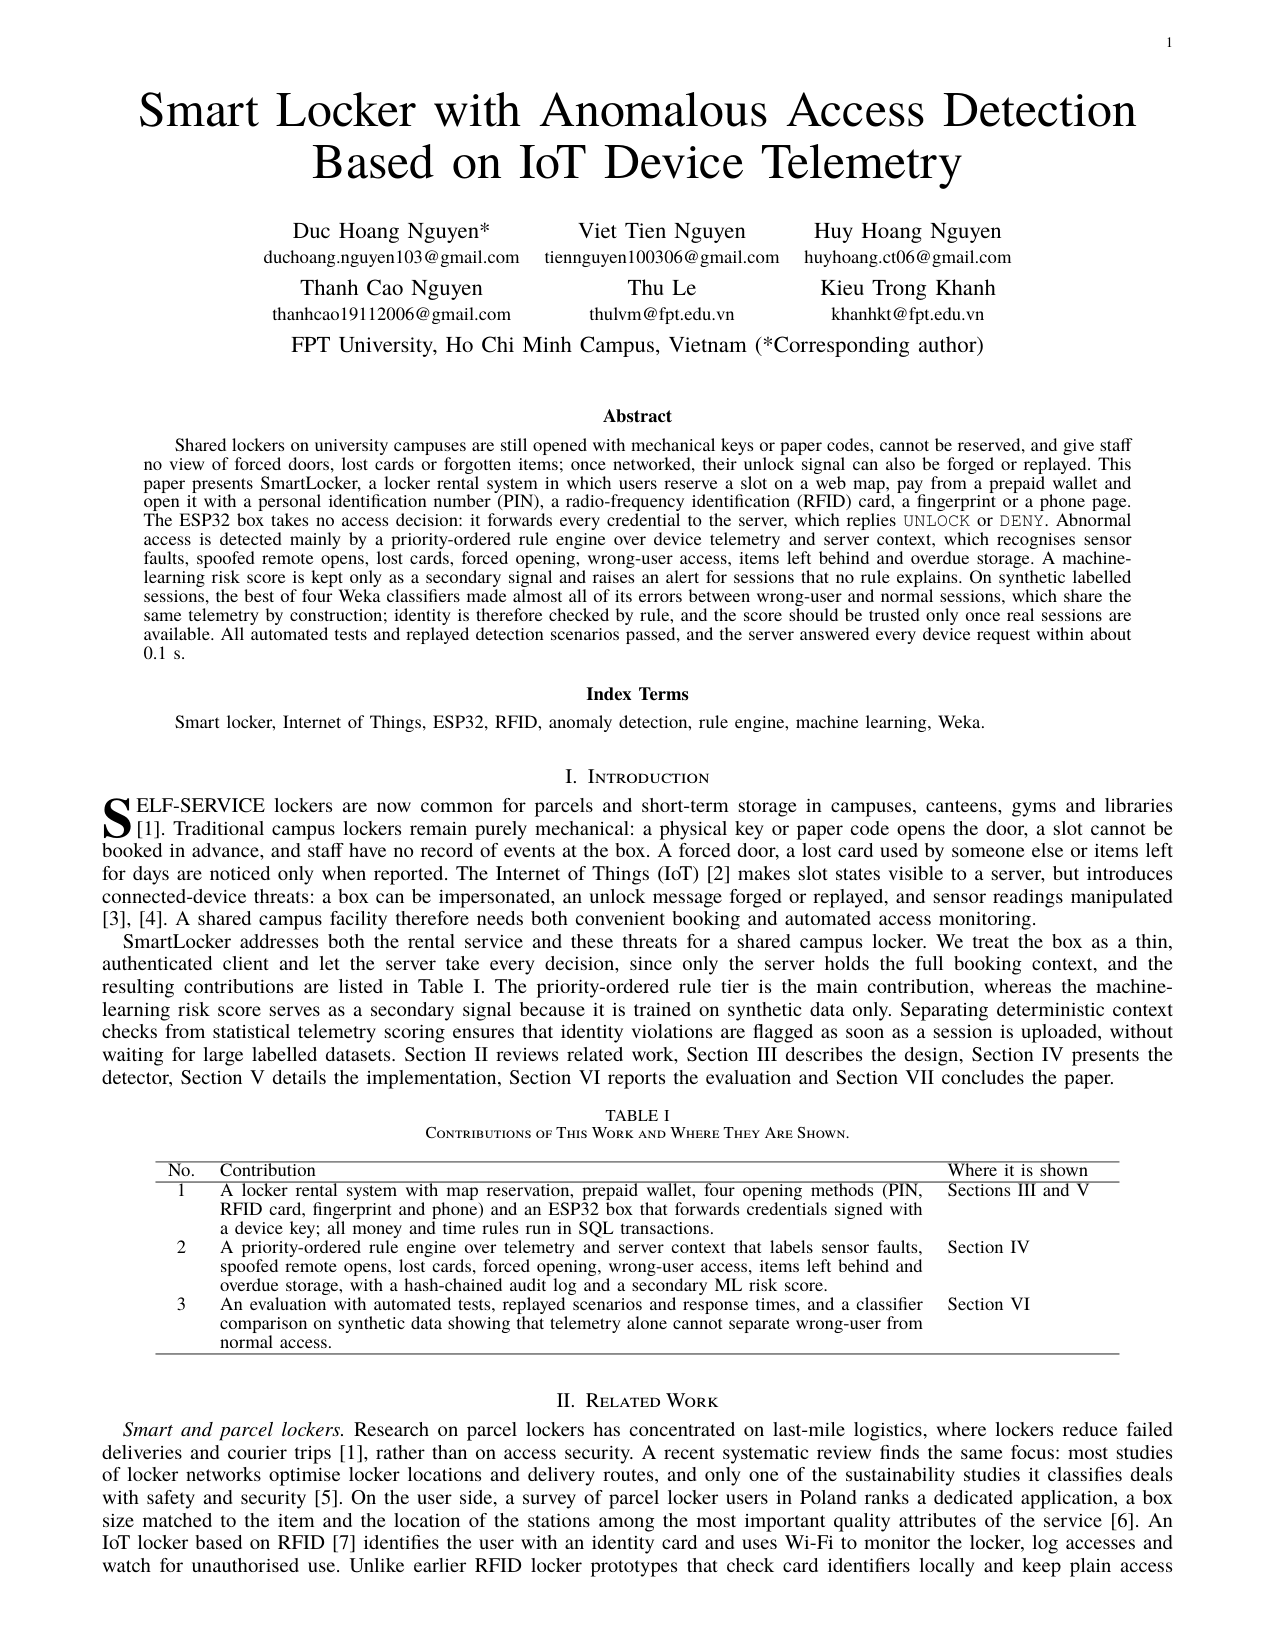 1
Smart Locker with Anomalous Access Detection
Based on IoT Device Telemetry
Duc Hoang Nguyen* Viet Tien Nguyen Huy Hoang Nguyen
duchoang.nguyen103@gmail.com tiennguyen100306@gmail.com huyhoang.ct06@gmail.com
Thanh Cao Nguyen Thu Le Kieu Trong Khanh
thanhcao19112006@gmail.com thulvm@fpt.edu.vn khanhkt@fpt.edu.vn
FPT University, Ho Chi Minh Campus, Vietnam (*Corresponding author)
Abstract
Shared lockers on university campuses are still opened with mechanical keys or paper codes, cannot be reserved, and give staff
no view of forced doors, lost cards or forgotten items; once networked, their unlock signal can also be forged or replayed. This
paper presents SmartLocker, a locker rental system in which users reserve a slot on a web map, pay from a prepaid wallet and
open it with a personal identification number (PIN), a radio-frequency identification (RFID) card, a fingerprint or a phone page.
The ESP32 box takes no access decision: it forwards every credential to the server, which replies UNLOCK or DENY. Abnormal
access is detected mainly by a priority-ordered rule engine over device telemetry and server context, which recognises sensor
faults, spoofed remote opens, lost cards, forced opening, wrong-user access, items left behind and overdue storage. A machine-
learning risk score is kept only as a secondary signal and raises an alert for sessions that no rule explains. On synthetic labelled
sessions, the best of four Weka classifiers made almost all of its errors between wrong-user and normal sessions, which share the
same telemetry by construction; identity is therefore checked by rule, and the score should be trusted only once real sessions are
available. All automated tests and replayed detection scenarios passed, and the server answered every device request within about
0.1 s.
Index Terms
Smart locker, Internet of Things, ESP32, RFID, anomaly detection, rule engine, machine learning, Weka.
I. Introduction
SELF-SERVICE lockers are now common for parcels and short-term storage in campuses, canteens, gyms and libraries
[1]. Traditional campus lockers remain purely mechanical: a physical key or paper code opens the door, a slot cannot be
booked in advance, and staff have no record of events at the box. A forced door, a lost card used by someone else or items left
for days are noticed only when reported. The Internet of Things (IoT) [2] makes slot states visible to a server, but introduces
connected-device threats: a box can be impersonated, an unlock message forged or replayed, and sensor readings manipulated
[3], [4]. A shared campus facility therefore needs both convenient booking and automated access monitoring.
SmartLocker addresses both the rental service and these threats for a shared campus locker. We treat the box as a thin,
authenticated client and let the server take every decision, since only the server holds the full booking context, and the
resulting contributions are listed in Table I. The priority-ordered rule tier is the main contribution, whereas the machine-
learning risk score serves as a secondary signal because it is trained on synthetic data only. Separating deterministic context
checks from statistical telemetry scoring ensures that identity violations are flagged as soon as a session is uploaded, without
waiting for large labelled datasets. Section II reviews related work, Section III describes the design, Section IV presents the
detector, Section V details the implementation, Section VI reports the evaluation and Section VII concludes the paper.
TABLE I
Contributions of This Work and Where They Are Shown.
No. Contribution Where it is shown
1 A locker rental system with map reservation, prepaid wallet, four opening methods (PIN, Sections III and V
RFID card, fingerprint and phone) and an ESP32 box that forwards credentials signed with
a device key; all money and time rules run in SQL transactions.
2 A priority-ordered rule engine over telemetry and server context that labels sensor faults, Section IV
spoofed remote opens, lost cards, forced opening, wrong-user access, items left behind and
overdue storage, with a hash-chained audit log and a secondary ML risk score.
3 An evaluation with automated tests, replayed scenarios and response times, and a classifier Section VI
comparison on synthetic data showing that telemetry alone cannot separate wrong-user from
normal access.
II. Related Work
Smart and parcel lockers. Research on parcel lockers has concentrated on last-mile logistics, where lockers reduce failed
deliveries and courier trips [1], rather than on access security. A recent systematic review finds the same focus: most studies
of locker networks optimise locker locations and delivery routes, and only one of the sustainability studies it classifies deals
with safety and security [5]. On the user side, a survey of parcel locker users in Poland ranks a dedicated application, a box
size matched to the item and the location of the stations among the most important quality attributes of the service [6]. An
IoT locker based on RFID [7] identifies the user with an identity card and uses Wi-Fi to monitor the locker, log accesses and
watch for unauthorised use. Unlike earlier RFID locker prototypes that check card identifiers locally and keep plain access